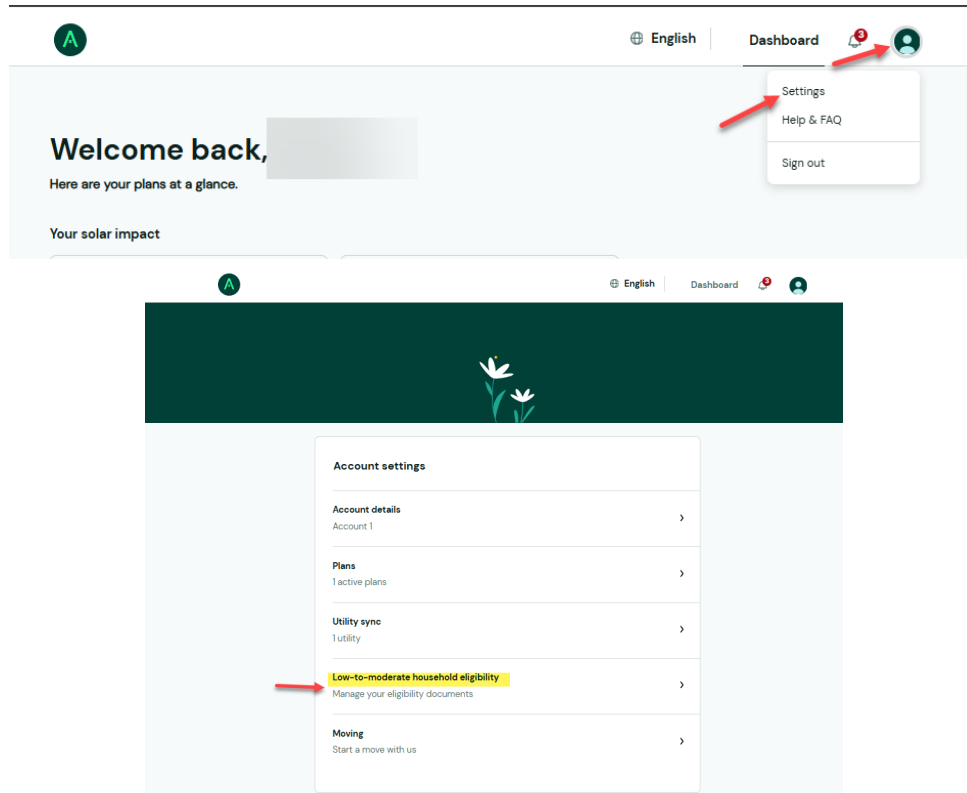 A
English
Dashboard
3
Settings
Help & FAQ
Sign out
Welcome back,
Here are your plans at a glance.
Your solar impact
A
English
Dashboard
3
Account settings
Account details
Account 1
Plans
1 active plans
Utility sync
1 utility
Low-to-moderate household eligibility
Manage your eligibility documents
Moving
Start a move with us